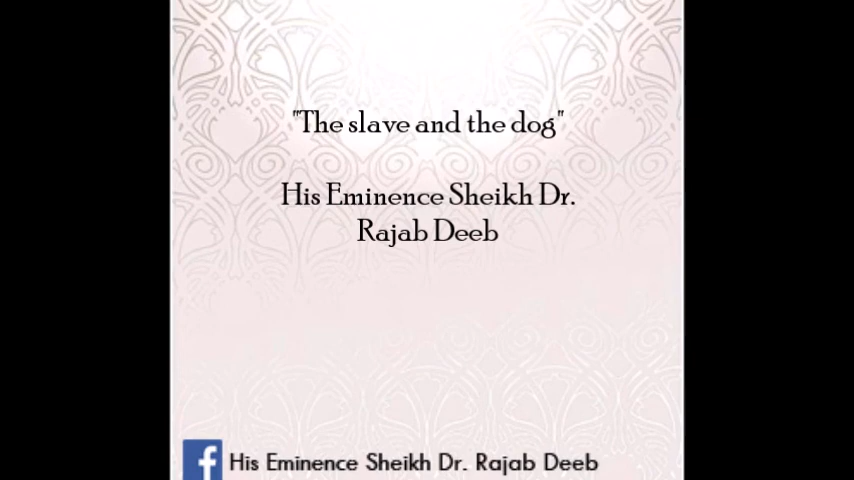 "The slave and the dog"
His Eminence Sheikh Dr.
Rajab Deeb
His Eminence Sheikh Dr. Rajab Deeb